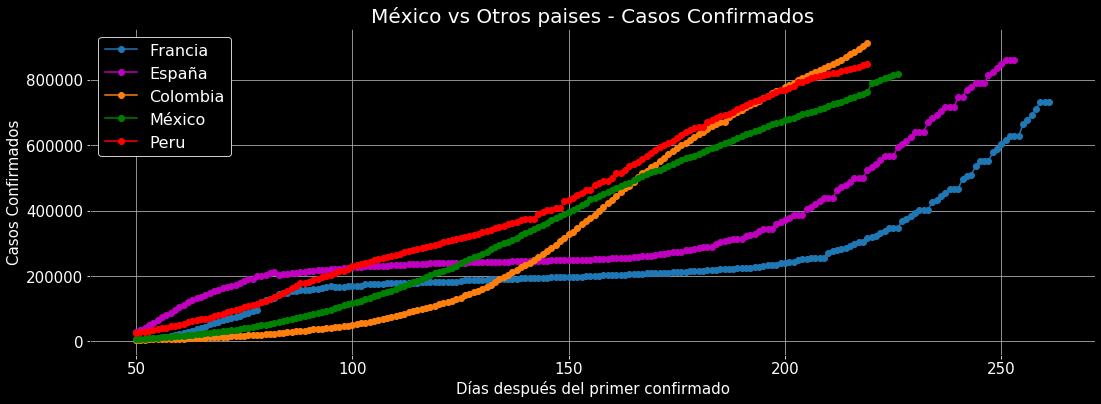 México vs Otros paises - Casos Confirmados
Francia
España
Colombia
México
Peru
Casos Confirmados
800000
600000
400000
200000
0
50 100 150 200 250
Días después del primer confirmado